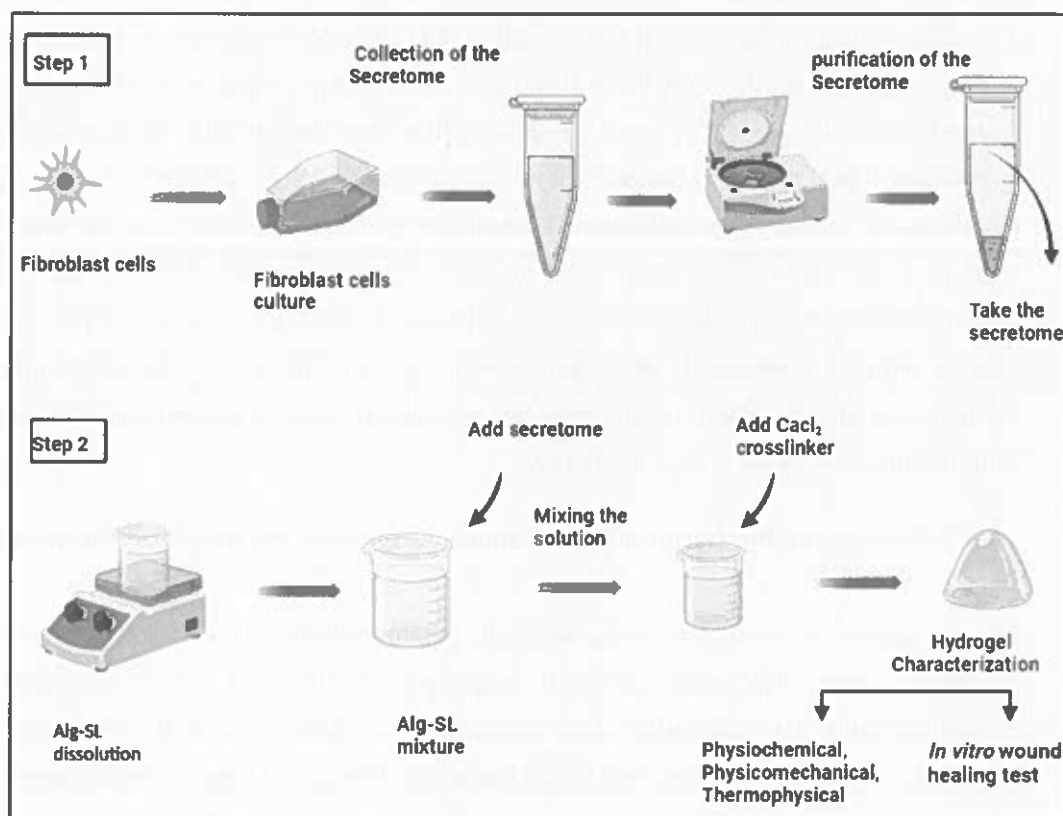 Step 1
Collection of the
Secretome
purification of the
Secretome
Fibroblast cells
Fibroblast cells
culture
Take the
secretome
Step 2
Add secretome
Add CaCl₂
crosslinker
Mixing the
solution
Alg-SL
dissolution
Alg-SL
mixture
Hydrogel
Characterization
Physiochemical,
Physicomechanical,
Thermophysical
In vitro wound
healing test